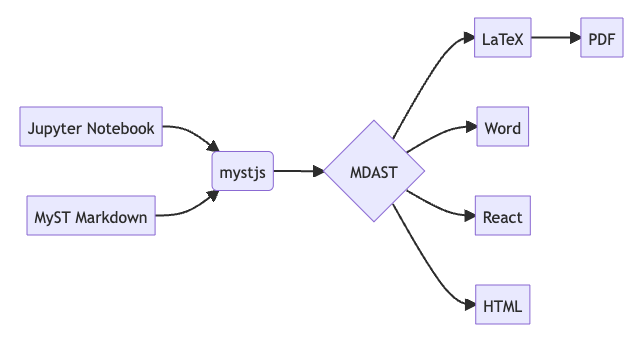 Jupyter Notebook
MyST Markdown
mystjs
MDAST
LaTeX
PDF
Word
React
HTML